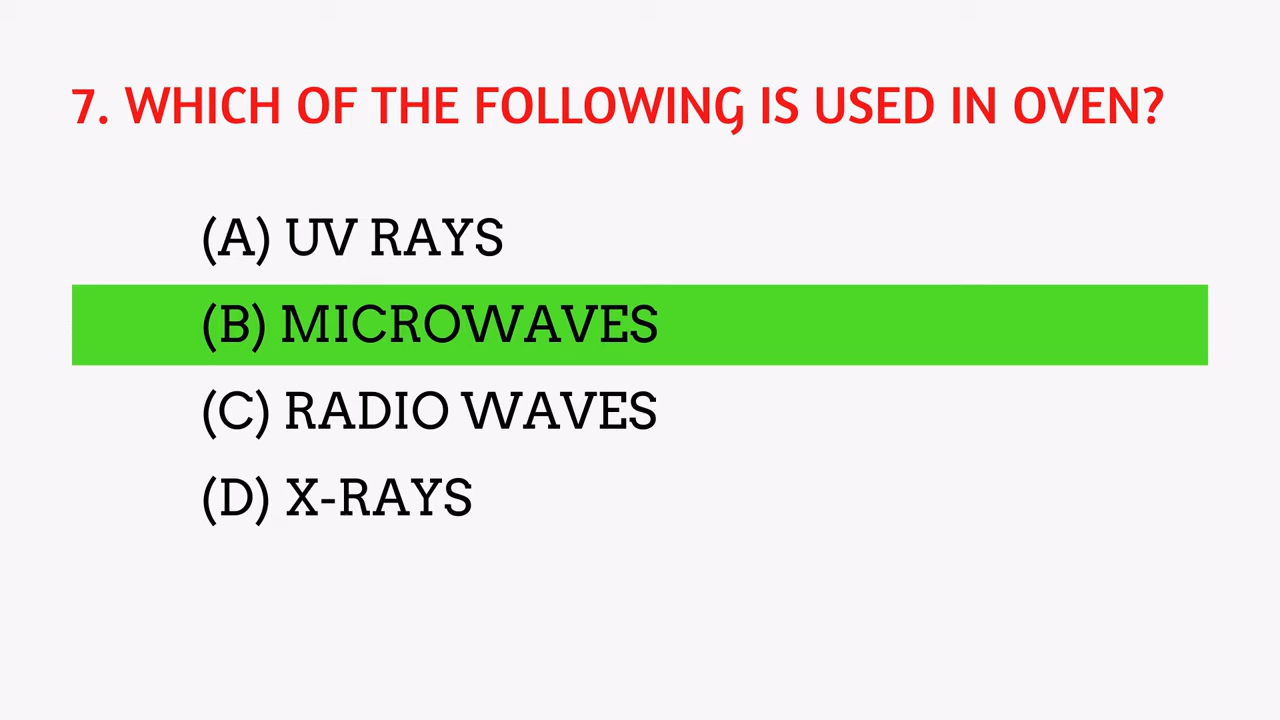 7. WHICH OF THE FOLLOWING IS USED IN OVEN?
(A) UV RAYS
(B) MICROWAVES
(C) RADIO WAVES
(D) X-RAYS